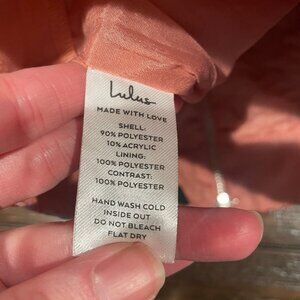 Lulus
MADE WITH LOVE
SHELL:
90% POLYESTER
10% ACRYLIC
LINING:
100% POLYESTER
CONTRAST:
100% POLYESTER
HAND WASH COLD
INSIDE OUT
DO NOT BLEACH
FLAT DRY